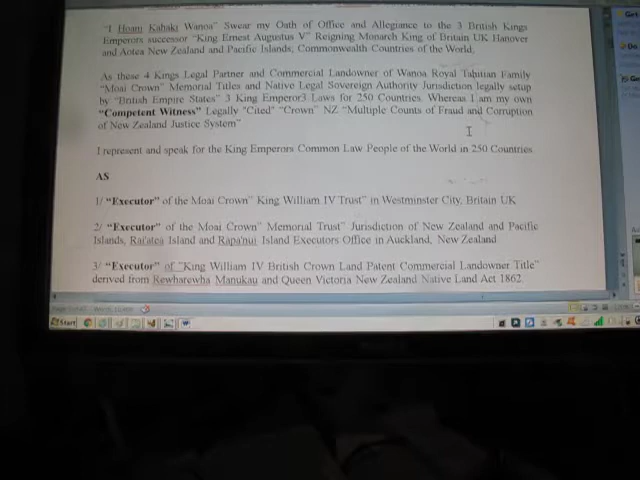 "I Hoani Kahaki Wanoa" Swear my Oath of Office and Allegiance to the 3 British Kings
Emperors successor "King Ernest Augustus V" Reigning Monarch King of Britain UK Hanover
and Aotea New Zealand and Pacific Islands, Commonwealth Countries of the World,
As these 4 Kings Legal Partner and Commercial Landowner of Wanoa Royal Tahitian Family
"Moai Crown" Memorial Titles and Native Legal Sovereign Authority Jurisdiction legally setup
by "British Empire States" 3 King Emperor3 Laws for 250 Countries. Whereas I am my own
"Competent Witness" Legally "Cited" "Crown" NZ "Multiple Counts of Fraud and Corruption
of New Zealand Justice System"
I represent and speak for the King Emperors Common Law People of the World in 250 Countries
AS
1/ "Executor" of the Moai Crown" King William IV Trust" in Westminster City, Britain UK
2/ "Executor" of the Moai Crown" Memorial Trust" Jurisdiction of New Zealand and Pacific
Islands, Rai'atea Island and Rapa'nui Island Executors Office in Auckland, New Zealand
3/ "Executor" of "King William IV British Crown Land Patent Commercial Landowner Title"
derived from Rewharewha Manukau and Queen Victoria New Zealand Native Land Act 1862
Start
Get